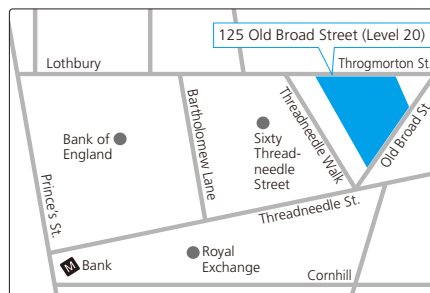 125 Old Broad Street (Level 20)
Lothbury
Throgmorton St.
Bank of
England
Bartholomew Lane
Sixty
Thread-
needle
Street
Threadneedle Walk
Old Broad St.
Prince's St.
Threadneedle St.
M Bank
Royal
Exchange
Cornhill